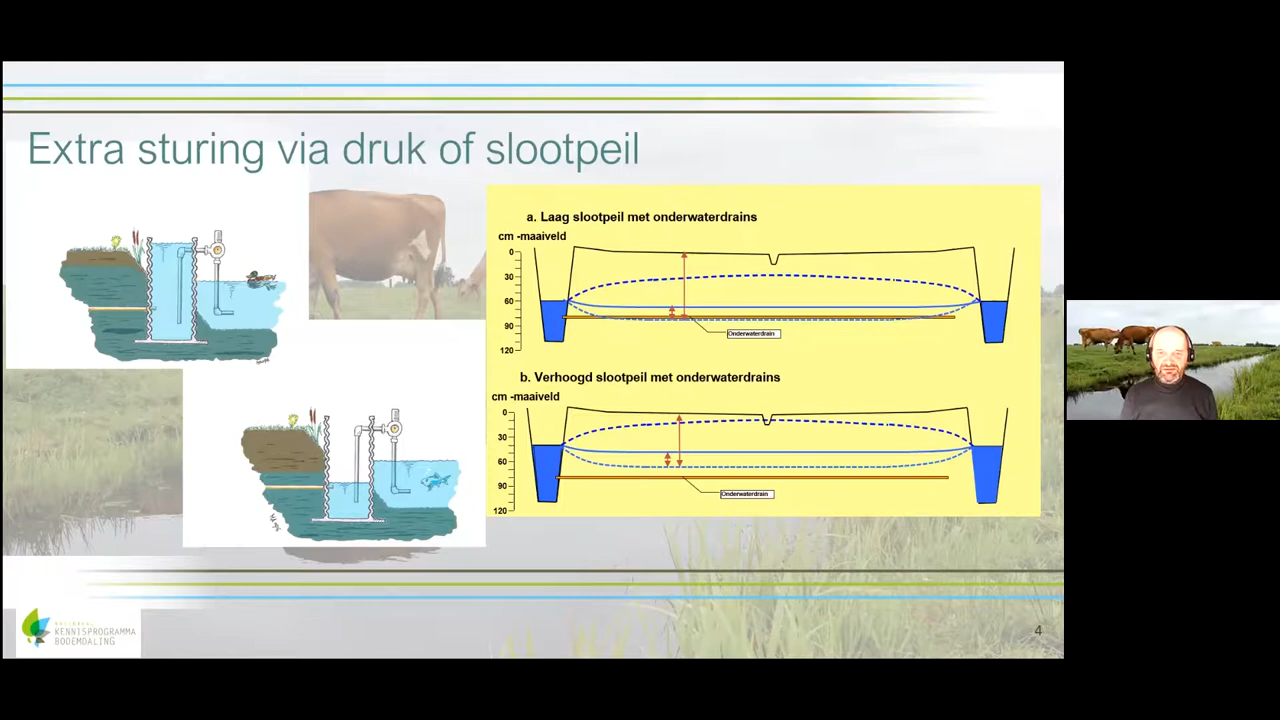 Extra sturing via druk of slootpeil
a. Laag slootpeil met onderwaterdrains
cm -maaiveld
0
30
60
90
120
Onderwaterdrain
b. Verhoogd slootpeil met onderwaterdrains
cm -maaiveld
0
30
60
90
120
Onderwaterdrain
NATIONAAL
KENNISPROGRAMMA
BODEMDALING
4